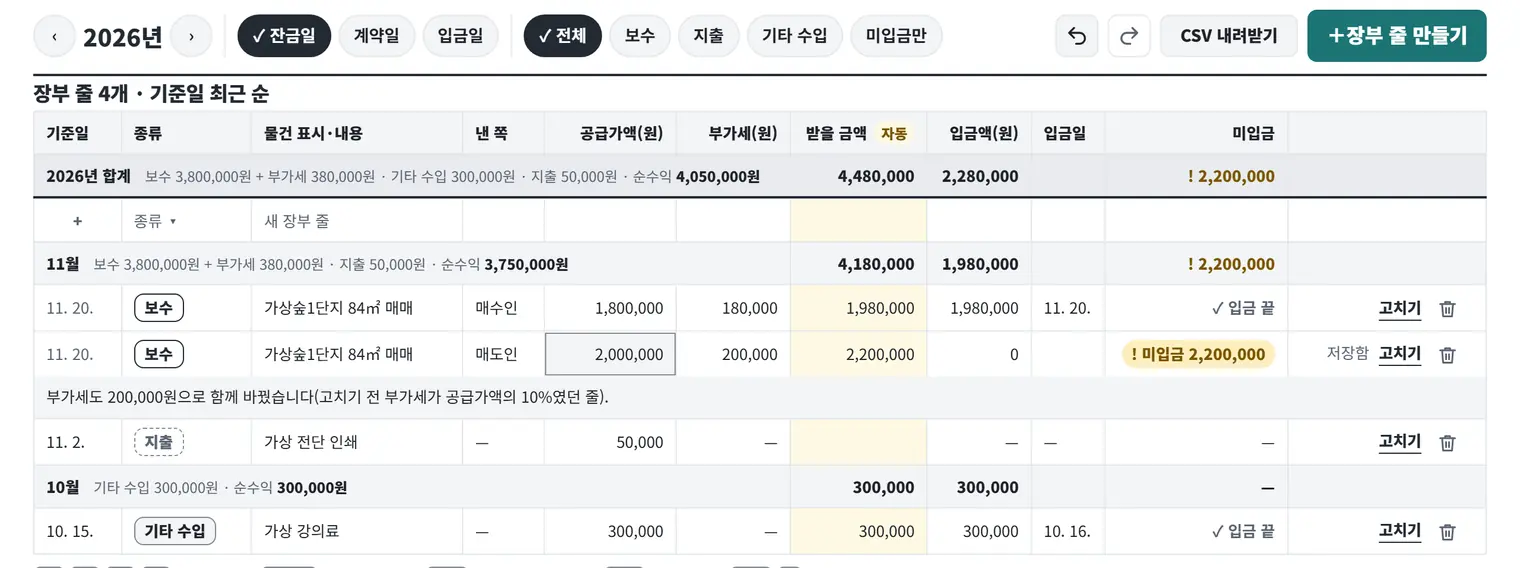 ‹ 2026년 › ✓ 잔금일 계약일 입금일 ✓ 전체 보수 지출 기타 수입 미입금만 CSV 내려받기 +장부 줄 만들기
장부 줄 4개 · 기준일 최근 순
기준일 종류 물건 표시·내용 낸 쪽 공급가액(원) 부가세(원) 받을 금액 자동 입금액(원) 입금일 미입금
2026년 합계 보수 3,800,000원 + 부가세 380,000원 · 기타 수입 300,000원 · 지출 50,000원 · 순수익 4,050,000원 4,480,000 2,280,000 ! 2,200,000
+ 종류 ▾ 새 장부 줄
11월 보수 3,800,000원 + 부가세 380,000원 · 지출 50,000원 · 순수익 3,750,000원 4,180,000 1,980,000 ! 2,200,000
11. 20. 보수 가상숲1단지 84㎡ 매매 매수인 1,800,000 180,000 1,980,000 1,980,000 11. 20. ✓ 입금 끝 고치기
11. 20. 보수 가상숲1단지 84㎡ 매매 매도인 2,000,000 200,000 2,200,000 0 ! 미입금 2,200,000 저장함 고치기
부가세도 200,000원으로 함께 바꿨습니다(고치기 전 부가세가 공급가액의 10%였던 줄).
11. 2. 지출 가상 전단 인쇄 — 50,000 — — — — 고치기
10월 기타 수입 300,000원 · 순수익 300,000원 300,000 300,000 —
10. 15. 기타 수입 가상 강의료 — 300,000 — 300,000 300,000 10. 16. ✓ 입금 끝 고치기